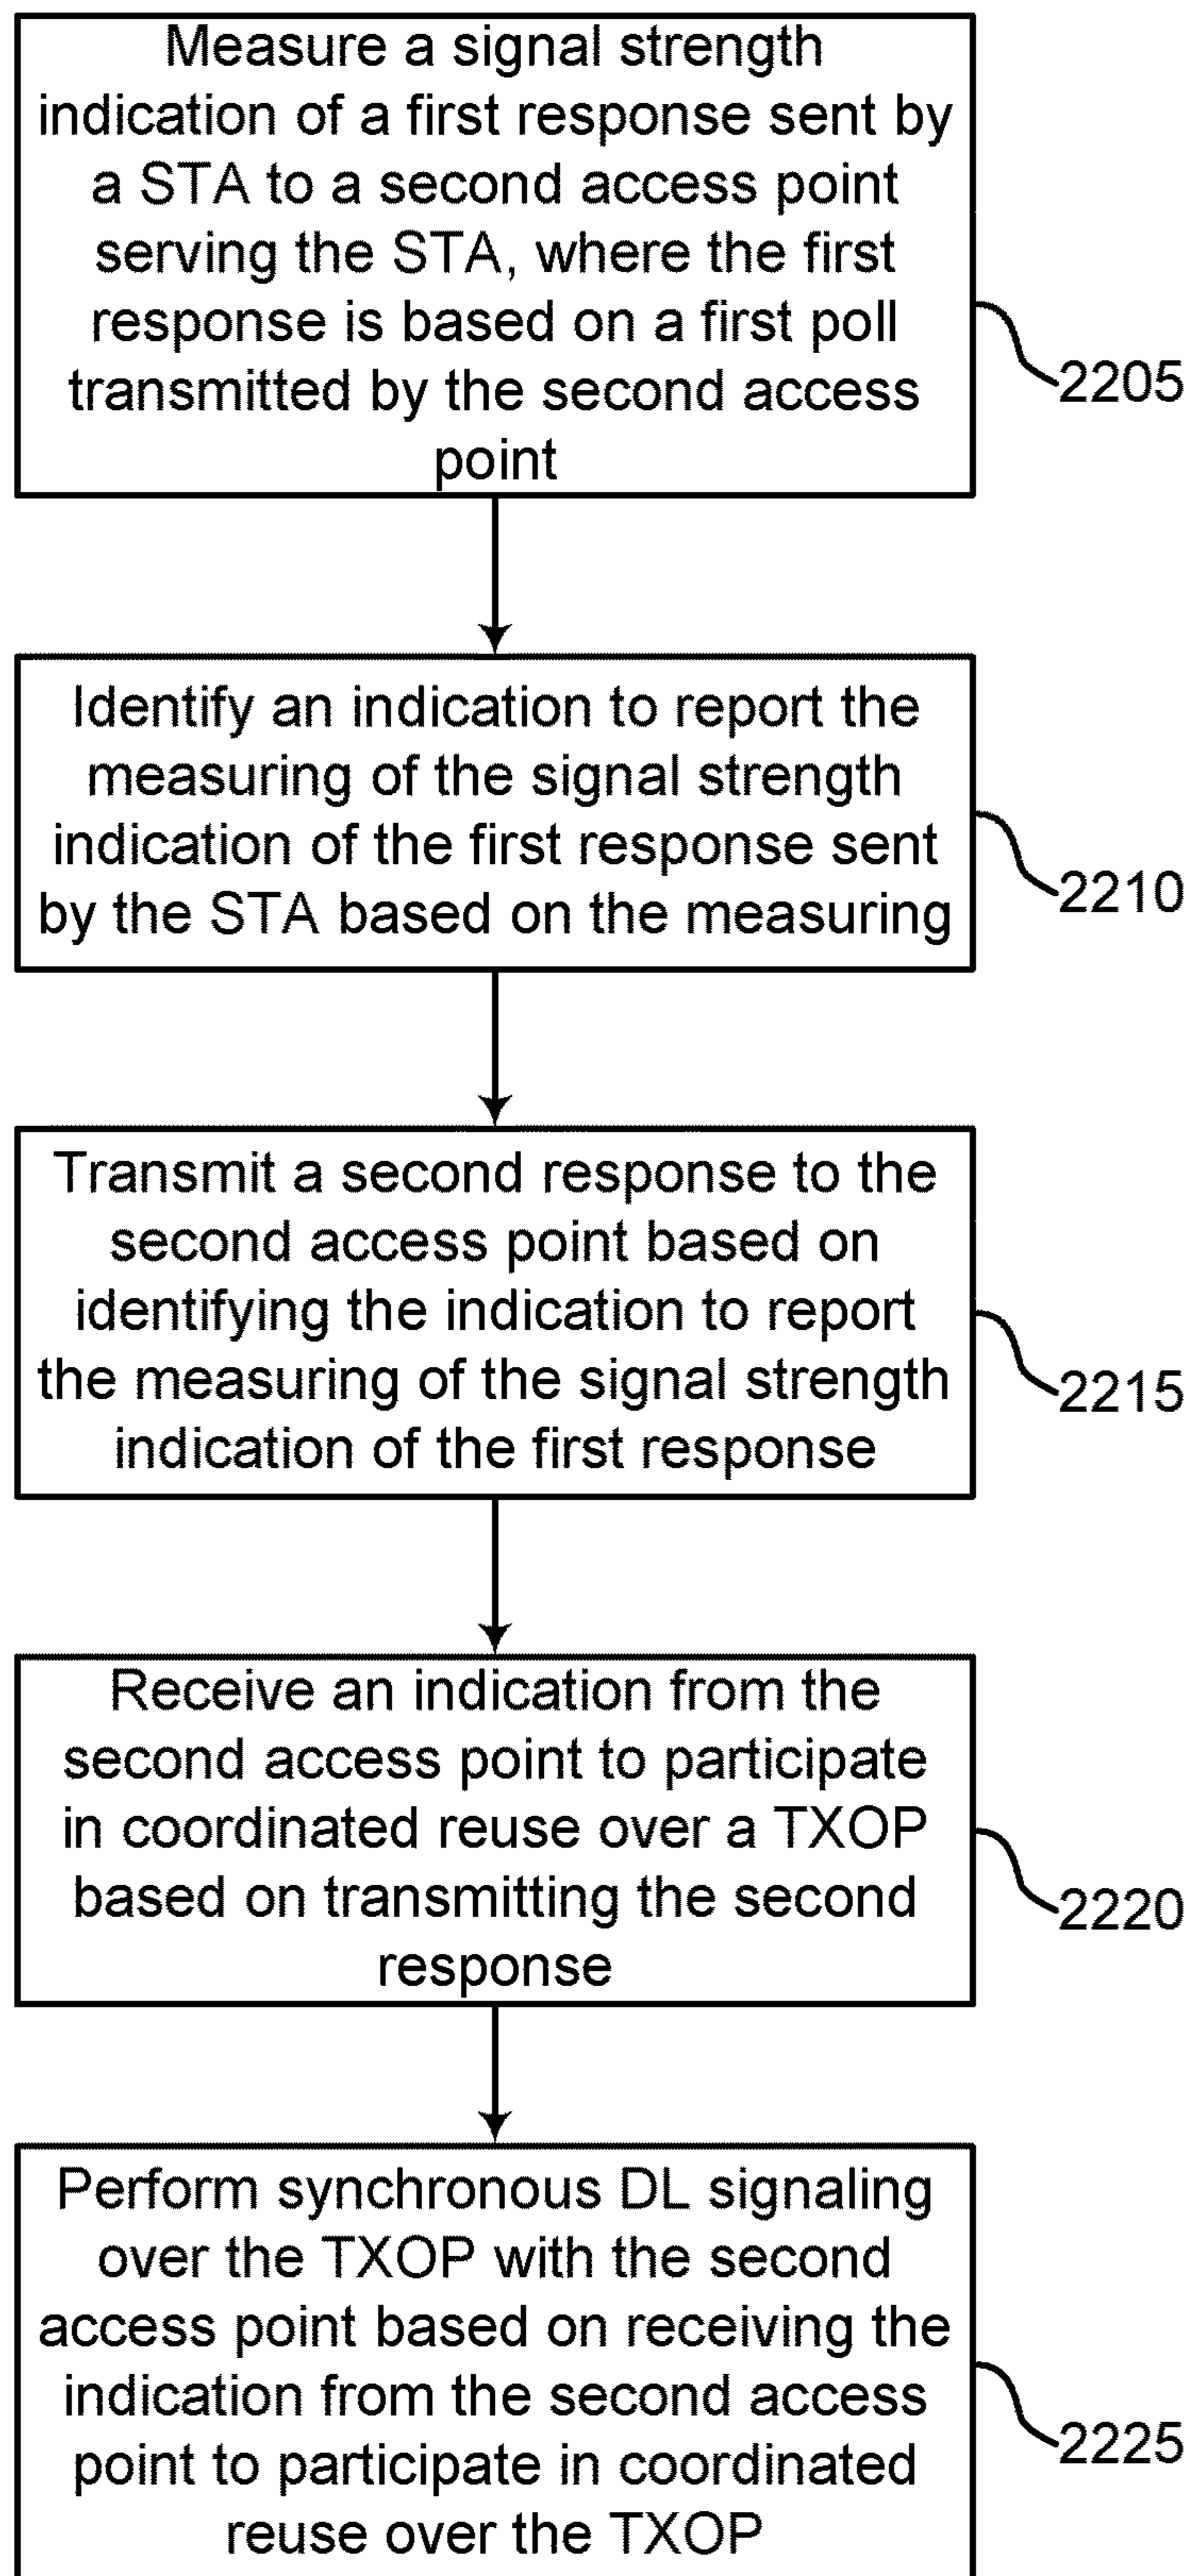 Measure a signal strength
indication of a first response sent by
a STA to a second access point
serving the STA, where the first
response is based on a first poll
transmitted by the second access
point
2205
Identify an indication to report the
measuring of the signal strength
indication of the first response sent
by the STA based on the measuring
2210
Transmit a second response to the
second access point based on
identifying the indication to report
the measuring of the signal strength
indication of the first response
2215
Receive an indication from the
second access point to participate
in coordinated reuse over a TXOP
based on transmitting the second
response
2220
Perform synchronous DL signaling
over the TXOP with the second
access point based on receiving the
indication from the second access
point to participate in coordinated
reuse over the TXOP
2225